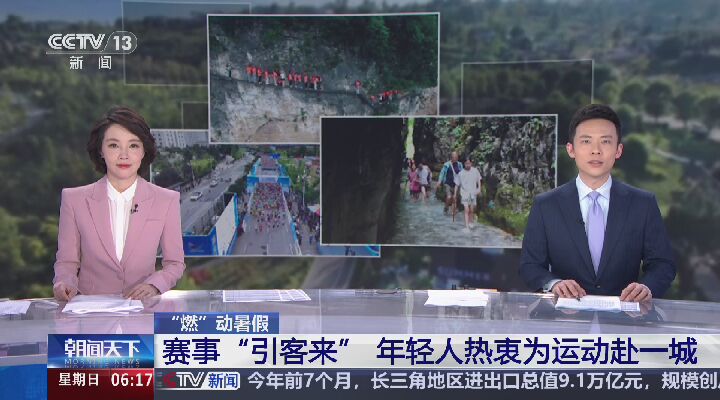 CCTV 13
新闻
“燃”动暑假
朝闻天下
MORNING NEWS
赛事“引客来” 年轻人热衷为运动赴一城
星期日 06:17
CCTV新闻 今年前7个月，长三角地区进出口总值9.1万亿元，规模创